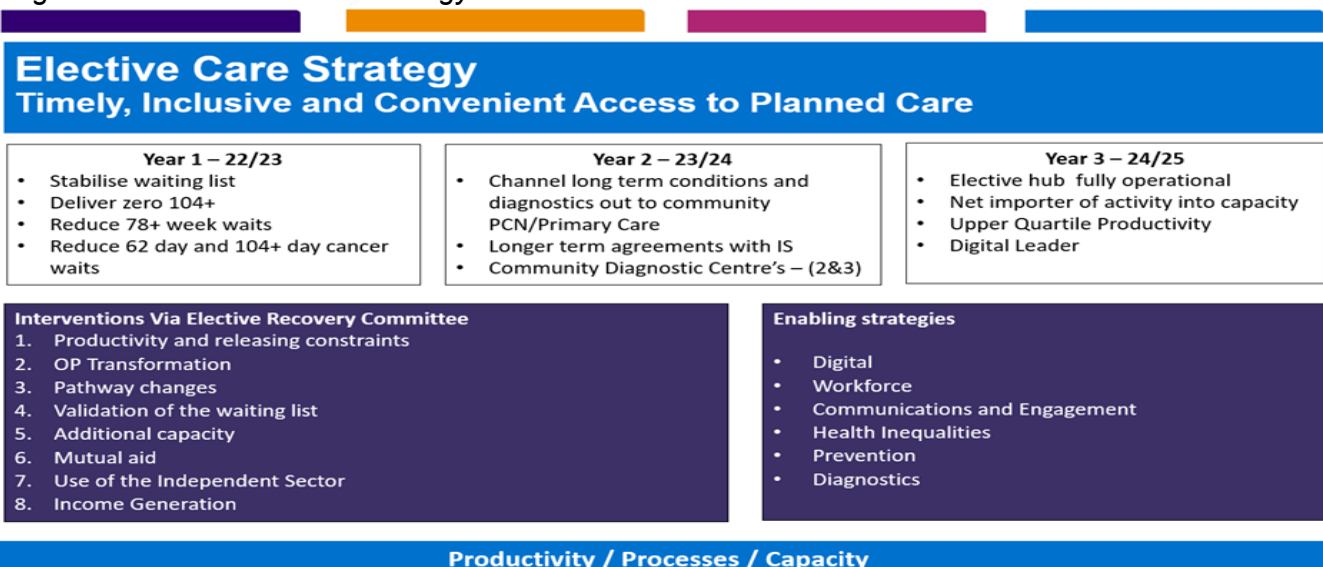 Elective Care Strategy
Timely, Inclusive and Convenient Access to Planned Care
Year 1 – 22/23
• Stabilise waiting list
• Deliver zero 104+
• Reduce 78+ week waits
• Reduce 62 day and 104+ day cancer
waits
Year 2 – 23/24
• Channel long term conditions and
diagnostics out to community
PCN/Primary Care
• Longer term agreements with IS
• Community Diagnostic Centre's – (2&3)
Year 3 – 24/25
• Elective hub fully operational
• Net importer of activity into capacity
• Upper Quartile Productivity
• Digital Leader
Interventions Via Elective Recovery Committee
1. Productivity and releasing constraints
2. OP Transformation
3. Pathway changes
4. Validation of the waiting list
5. Additional capacity
6. Mutual aid
7. Use of the Independent Sector
8. Income Generation
Enabling strategies
• Digital
• Workforce
• Communications and Engagement
• Health Inequalities
• Prevention
• Diagnostics
Productivity / Processes / Capacity